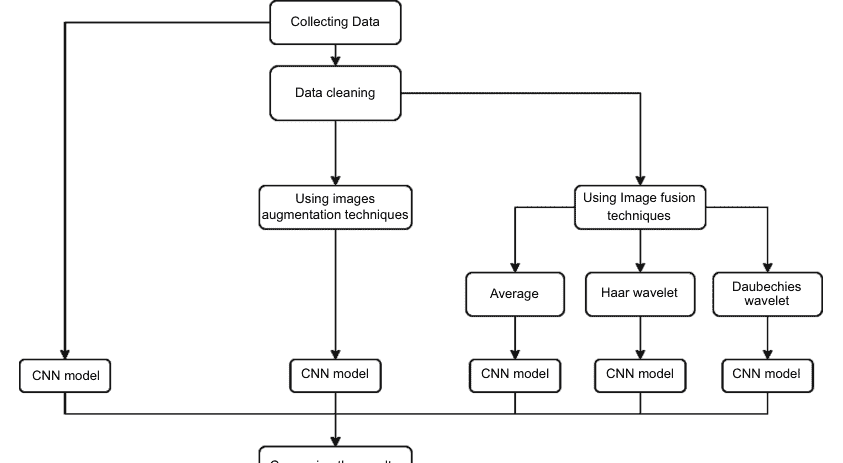 Collecting Data
Data cleaning
Using images
augmentation techniques
Using Image fusion
techniques
Average
Haar wavelet
Daubechies
wavelet
CNN model
CNN model
CNN model
CNN model
CNN model